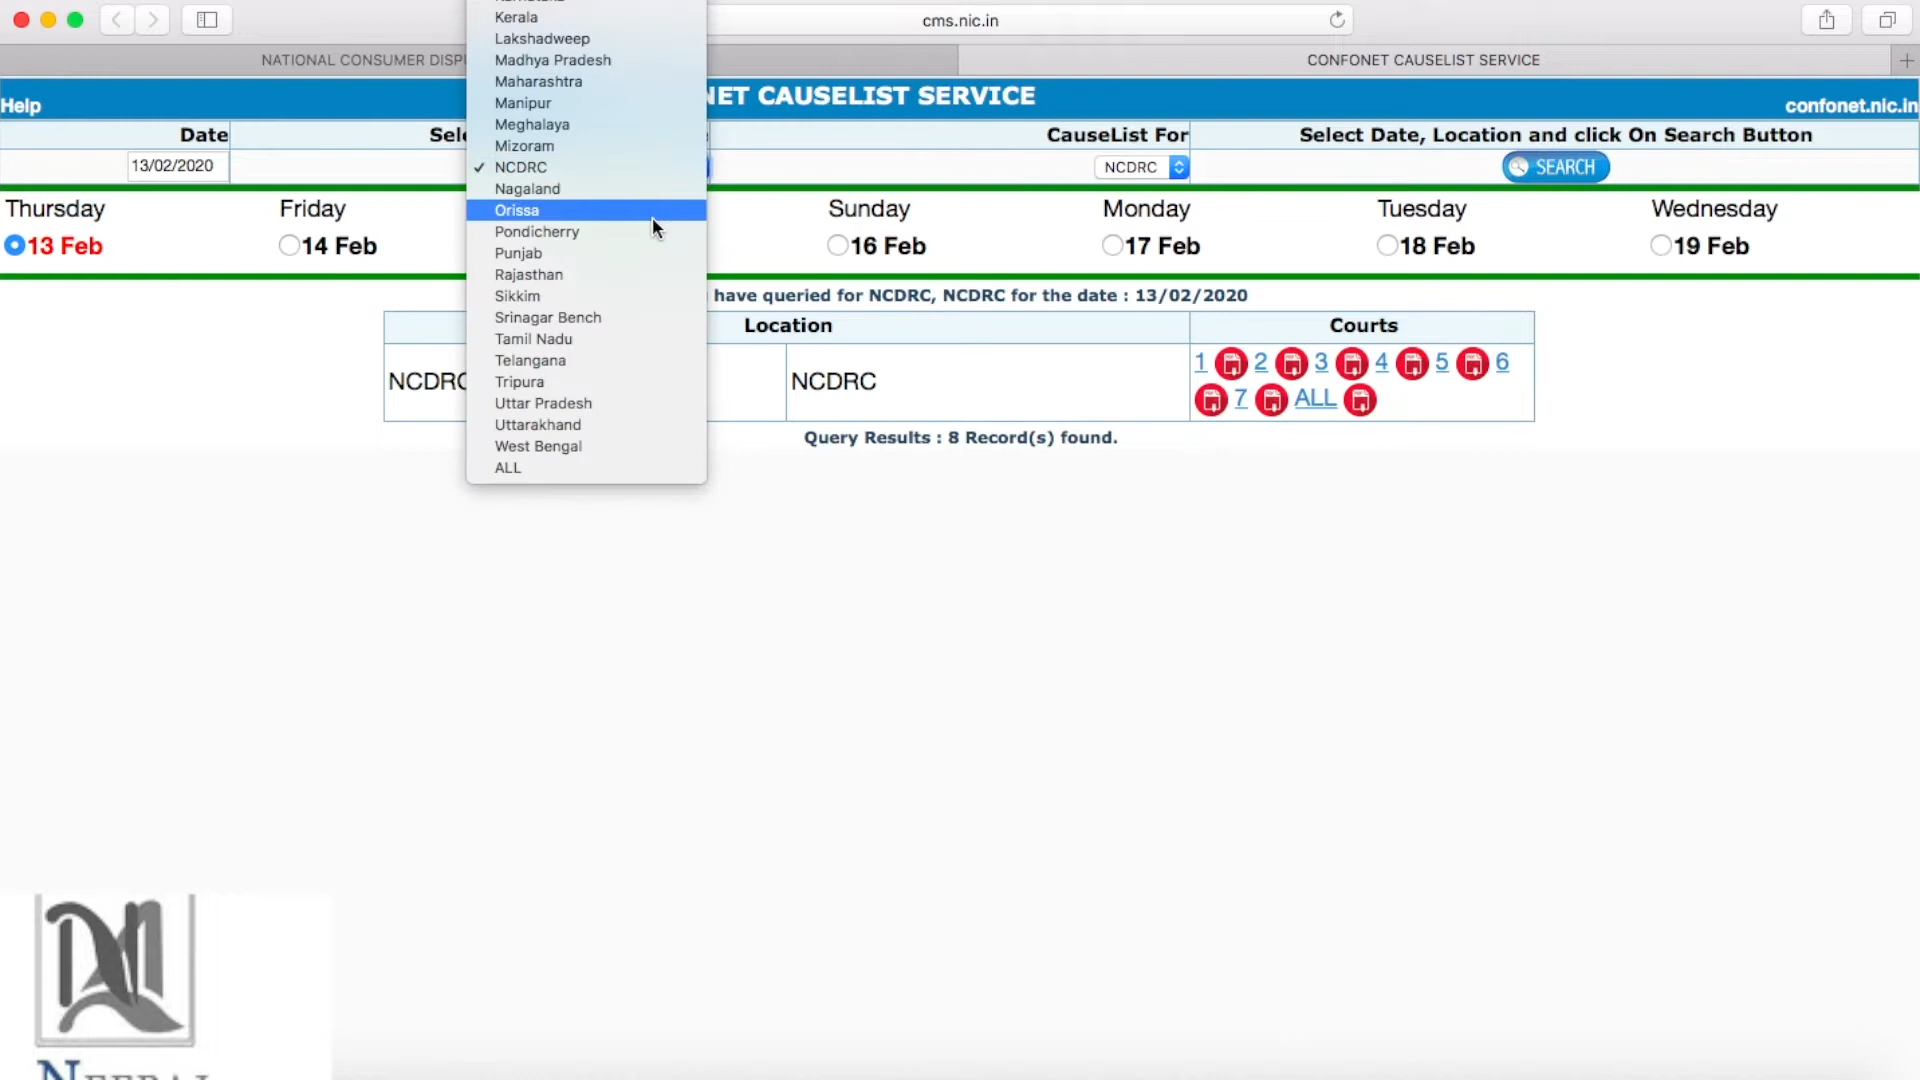 cms.nic.in
NATIONAL CONSUMER DISP
CONFONET CAUSELIST SERVICE
Help
NET CAUSELIST SERVICE
confonet.nic.in
Date
Sele
CauseList For
Select Date, Location and click On Search Button
13/02/2020
NCDRC
SEARCH
Kerala
Lakshadweep
Madhya Pradesh
Maharashtra
Manipur
Meghalaya
Mizoram
✓ NCDRC
Nagaland
Orissa
Pondicherry
Punjab
Rajasthan
Sikkim
Srinagar Bench
Tamil Nadu
Telangana
Tripura
Uttar Pradesh
Uttarakhand
West Bengal
ALL
Thursday
Friday
Sunday
Monday
Tuesday
Wednesday
13 Feb
14 Feb
16 Feb
17 Feb
18 Feb
19 Feb
have queried for NCDRC, NCDRC for the date : 13/02/2020
Location
Courts
NCDRC
NCDRC
1 2 3 4 5 6
7 ALL
Query Results : 8 Record(s) found.